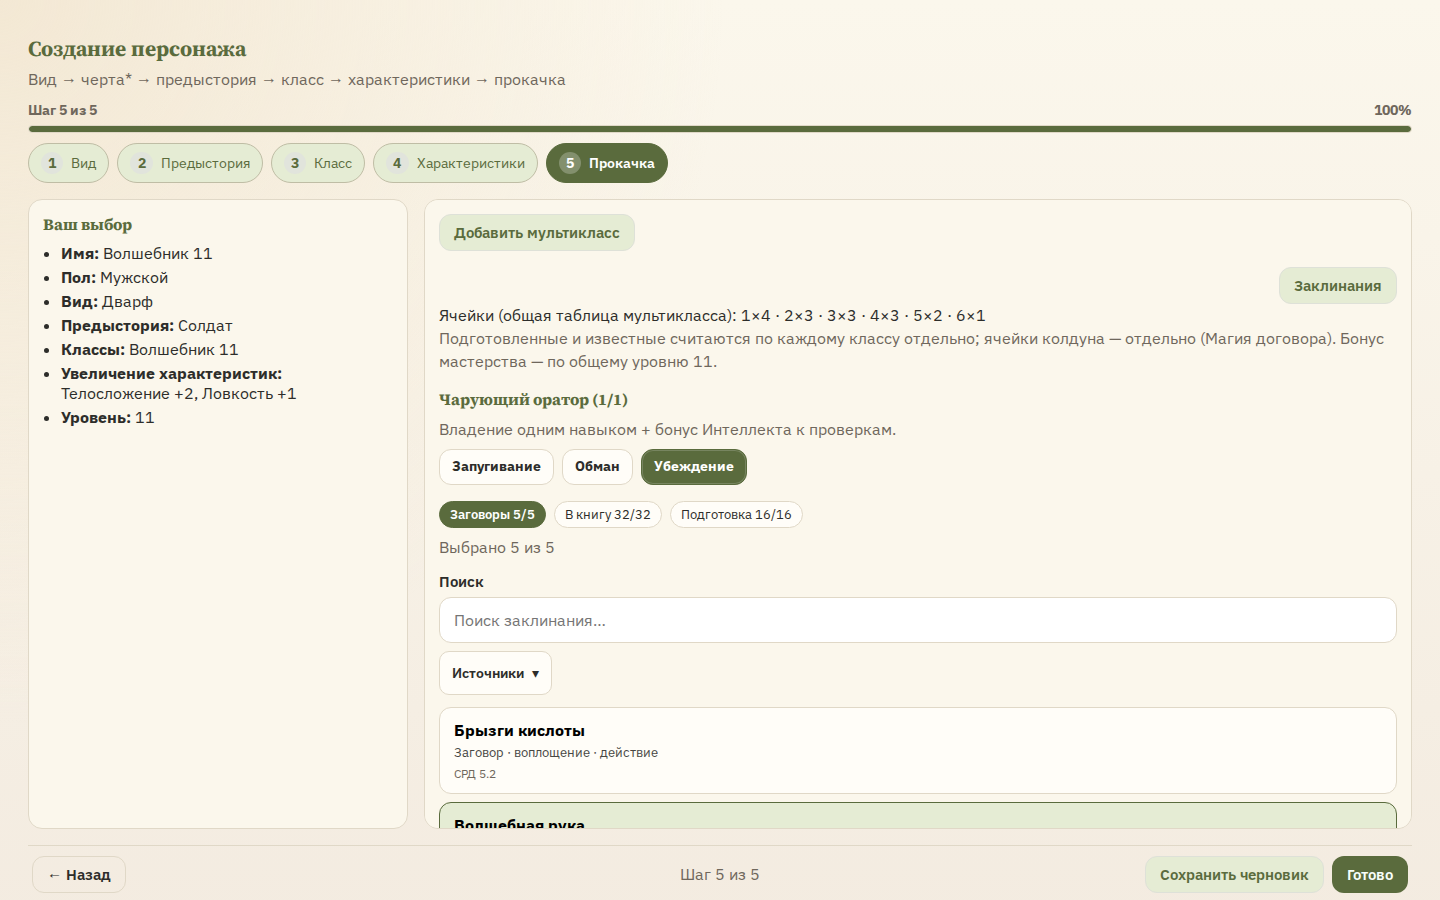 Создание персонажа
Вид → черта* → предыстория → класс → характеристики → прокачка
Шаг 5 из 5
100%
1 Вид
2 Предыстория
3 Класс
4 Характеристики
5 Прокачка
Ваш выбор
Имя: Волшебник 11
Пол: Мужской
Вид: Дварф
Предыстория: Солдат
Классы: Волшебник 11
Увеличение характеристик:
Телосложение +2, Ловкость +1
Уровень: 11
Добавить мультикласс
Заклинания
Ячейки (общая таблица мультикласса): 1×4 · 2×3 · 3×3 · 4×3 · 5×2 · 6×1
Подготовленные и известные считаются по каждому классу отдельно; ячейки колдуна — отдельно (Магия договора). Бонус
мастерства — по общему уровню 11.
Чарующий оратор (1/1)
Владение одним навыком + бонус Интеллекта к проверкам.
Запугивание
Обман
Убеждение
Заговоры 5/5
В книгу 32/32
Подготовка 16/16
Выбрано 5 из 5
Поиск
Поиск заклинания...
Источники ▾
Брызги кислоты
Заговор · воплощение · действие
СРД 5.2
Волшебная рука
← Назад
Шаг 5 из 5
Сохранить черновик
Готово